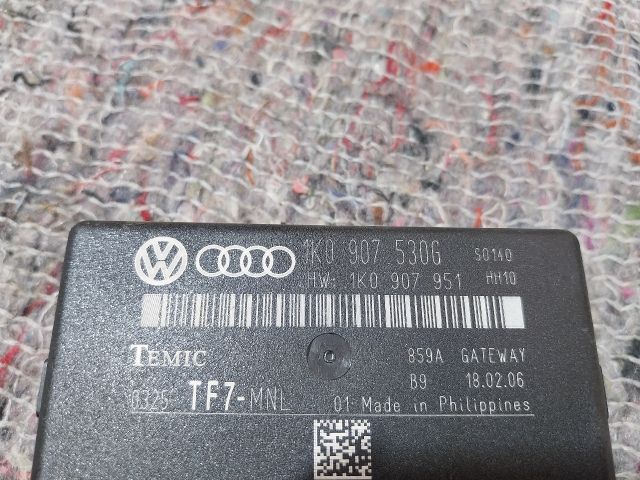 1K0 907 530G S0140
HW: 1K0 907 951 HH10
TEMIC 859A GATEWAY
B9 18.02.06
0325 TF7-MNL 01 Made in Philippines